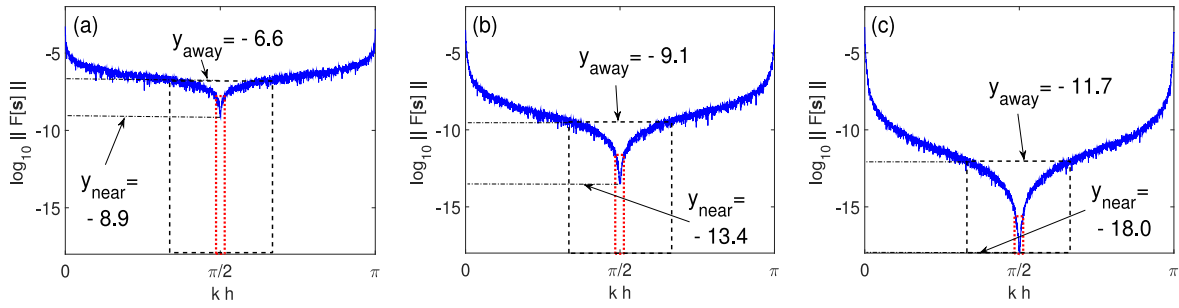 (a)
y_away = - 6.6
-5
-10
-15
log10 || F[s] ||
y_near =
- 8.9
0
π/2
π
k h
(b)
y_away = - 9.1
-5
-10
-15
log10 || F[s] ||
y_near =
- 13.4
0
π/2
π
k h
(c)
y_away = - 11.7
-5
-10
-15
log10 || F[s] ||
y_near =
- 18.0
0
π/2
π
k h